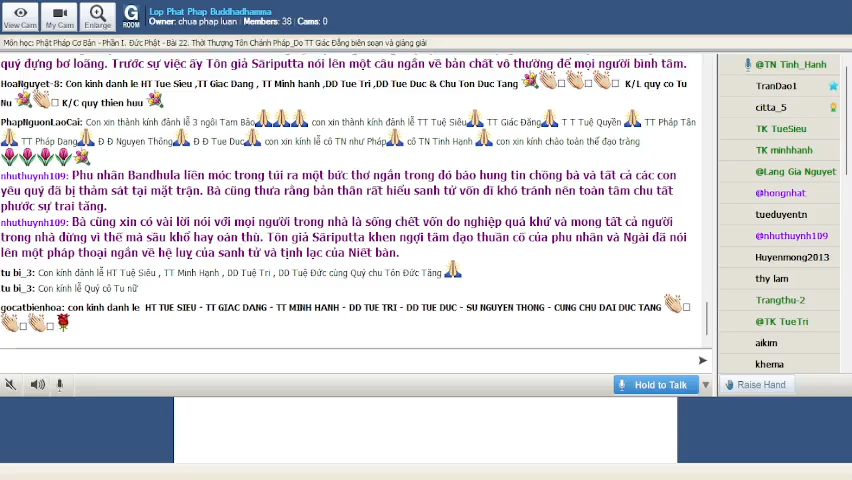 View Cam
My Cam
Enlarge
G
ROOM
Lop Phat Phap Buddhadhamma
Owner: chua phap luan | Members: 38 | Cams: 0
Môn học: Phật Pháp Cơ Bản - Phần I. Đức Phật - Bài 22. Thời Thượng Tôn Chánh Pháp_Do TT Giác Đẳng biên soạn và giảng giải
quý đựng bơ loãng. Trước sự việc ấy Tôn giả Sāriputta nói lên một câu ngắn về bản chất vô thường để mọi người bình tâm.
HoaNguyet-8: Con kinh danh le HT Tue Sieu ,TT Giac Dang , TT Minh hanh ,DD Tue Tri ,DD Tue Duc & Chu Ton Duc Tang , K/L quy co Tu
Nu , K/C quy thien huu
PhapNguonLaoCai: Con xin thành kính đảnh lễ 3 ngôi Tam Bảo con xin thành kính đảnh lễ TT Tuệ Siêu TT Giác Đẳng T T Tuệ Quyền TT Pháp Tân
TT Pháp Dang Đ Đ Nguyên Thông Đ Đ Tue Duc con xin kính lễ cô TN như Pháp cô TN Tịnh Hạnh con xin kính chào toàn thể đạo tràng
nhuthuynh109: Phu nhân Bandhula liền móc trong túi ra một bức thơ ngắn trong đó báo hung tin chồng bà và tất cả các con
yêu quý đã bị thảm sát tại mặt trận. Bà cũng thưa rằng bản thân rất hiểu sanh tử vốn dĩ khó tránh nên toàn tâm chu tất
phước sự trai tăng.
nhuthuynh109: Bà cũng xin có vài lời nói với mọi người trong nhà là sống chết vốn do nghiệp quá khứ và mong tất cả người
trong nhà đừng vì thế mà sầu khổ hay oán thù. Tôn giả Sāriputta khen ngợi tâm đạo thuần cố của phu nhân và Ngài đã nói
lên một pháp thoại ngắn về hệ luỵ của sanh tử và tịnh lạc của Niết bàn.
tu bi_3: Con kính đảnh lễ HT Tuệ Siêu , TT Minh Hạnh , DD Tuệ Trí , DD Tuệ Đức cùng Quý chu Tôn Đức Tăng
tu bi_3: Con kính lễ Quý cô Tu nữ
gocatbienhoa: con kinh danh le HT TUE SIEU - TT GIAC DANG - TT MINH HANH - DD TUE TRI - DD TUE DUC - SU NGUYEN THONG - CUNG CHU DAI DUC TANG
Hold to Talk
@TN Tinh_Hanh
TranDao1
citta_5
TK TueSieu
TK minhhanh
@Lang Gia Nguyet
@hongnhat
tueduyentn
@nhuthuynh109
Huyenmong2013
thy lam
Trangthu-2
@TK TueTri
aikim
khema
Raise Hand